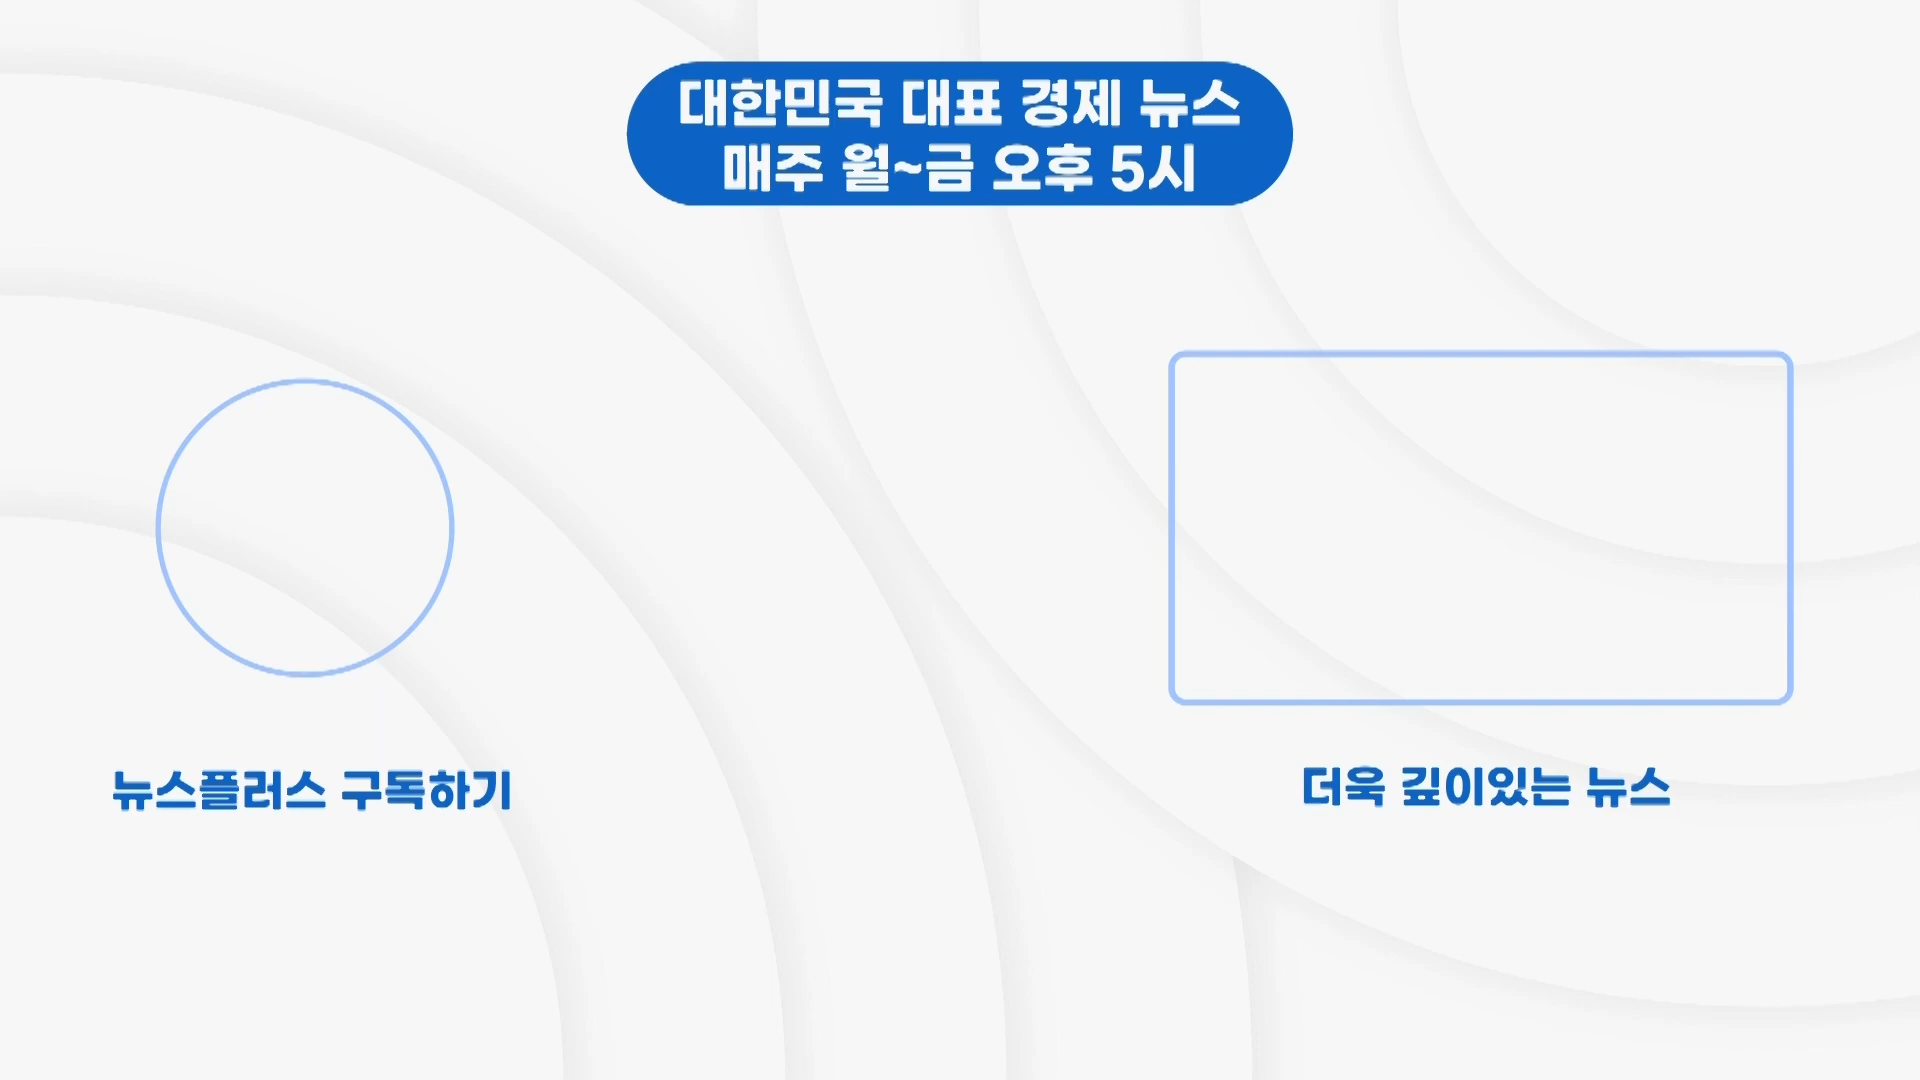 대한민국 대표 경제 뉴스
매주 월~금 오후 5시
뉴스플러스 구독하기
더욱 깊이있는 뉴스